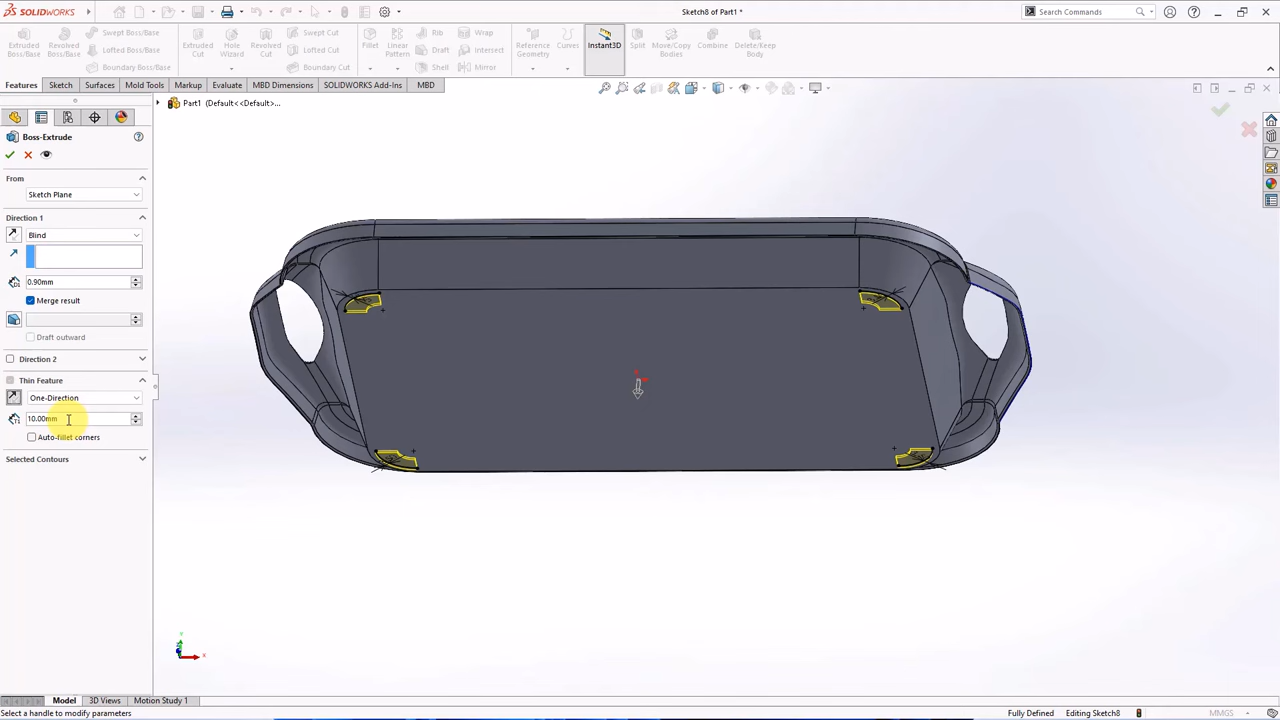 SOLIDWORKS
Sketch8 of Part1 *
Search Commands
Extruded Boss/Base
Revolved Boss/Base
Swept Boss/Base
Lofted Boss/Base
Boundary Boss/Base
Extruded Cut
Hole Wizard
Revolved Cut
Swept Cut
Lofted Cut
Boundary Cut
Fillet
Linear Pattern
Rib
Draft
Shell
Wrap
Intersect
Mirror
Reference Geometry
Curves
Instant3D
Split
Move/Copy Bodies
Combine
Delete/Keep Body
Features Sketch Surfaces Mold Tools Markup Evaluate MBD Dimensions SOLIDWORKS Add-Ins MBD
Part1 (Default<<Default>...
Boss-Extrude
From
Sketch Plane
Direction 1
Blind
0.90mm
Merge result
Draft outward
Direction 2
Thin Feature
One-Direction
10.00mm
Auto-fillet corners
Selected Contours
Model 3D Views Motion Study 1
Select a handle to modify parameters
Fully Defined Editing Sketch8 MMGS